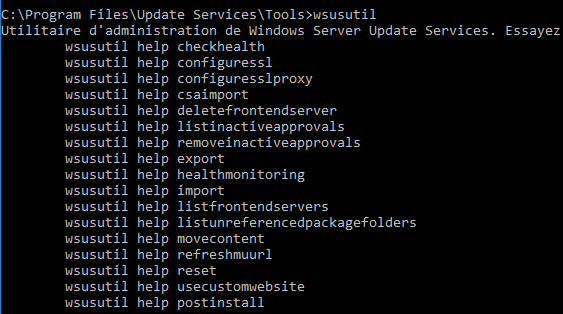 C:\Program Files\Update Services\Tools>wsusutil
Utilitaire d'administration de Windows Server Update Services. Essayez
wsusutil help checkhealth
wsusutil help configuressl
wsusutil help configuresslproxy
wsusutil help csaimport
wsusutil help deletefrontendserver
wsusutil help listinactiveapprovals
wsusutil help removeinactiveapprovals
wsusutil help export
wsusutil help healthmonitoring
wsusutil help import
wsusutil help listfrontendservers
wsusutil help listunreferencedpackagefolders
wsusutil help movecontent
wsusutil help refreshmuurl
wsusutil help reset
wsusutil help usecustomwebsite
wsusutil help postinstall